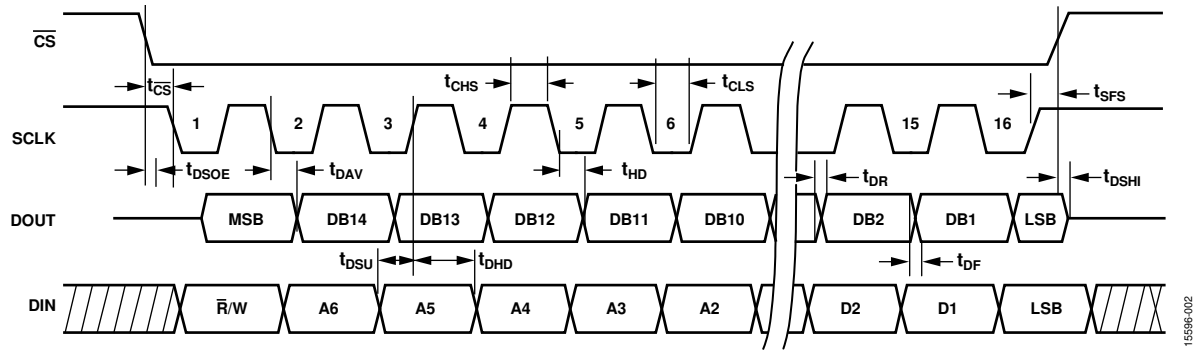 CS
tCS
tCHS
tCLS
tSFS
SCLK
1 2 3 4 5 6 15 16
tDSOE
tDAV
tHD
tDR
tDSHI
DOUT
MSB DB14 DB13 DB12 DB11 DB10 DB2 DB1 LSB
tDSU
tDHD
tDF
DIN
R/W A6 A5 A4 A3 A2 D2 D1 LSB
15596-002